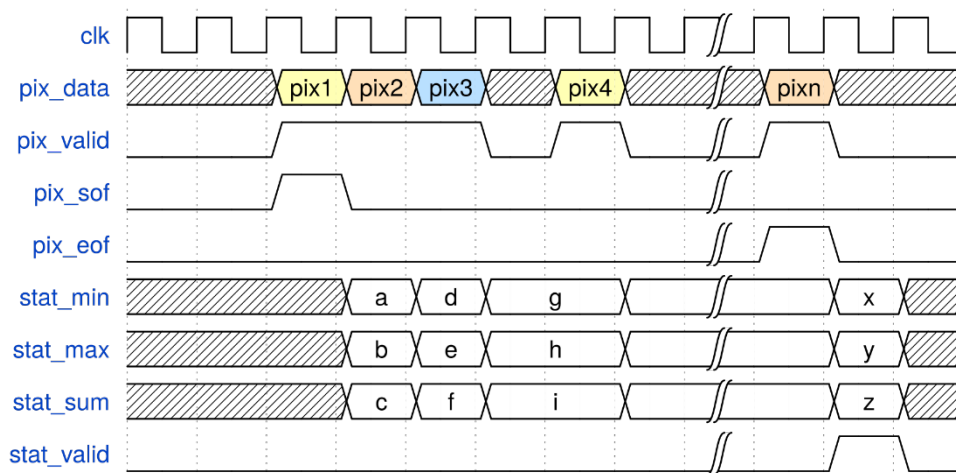 clk
pix_data pix1 pix2 pix3 pix4 pixn
pix_valid
pix_sof
pix_eof
stat_min a d g x
stat_max b e h y
stat_sum c f i z
stat_valid